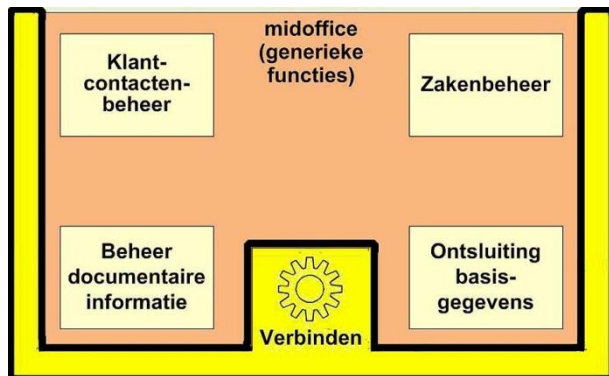 midoffice
(generieke
functies)
Klant-
contacten-
beheer
Zakenbeheer
Beheer
documentaire
informatie
Ontsluiting
basis-
gegevens
Verbinden